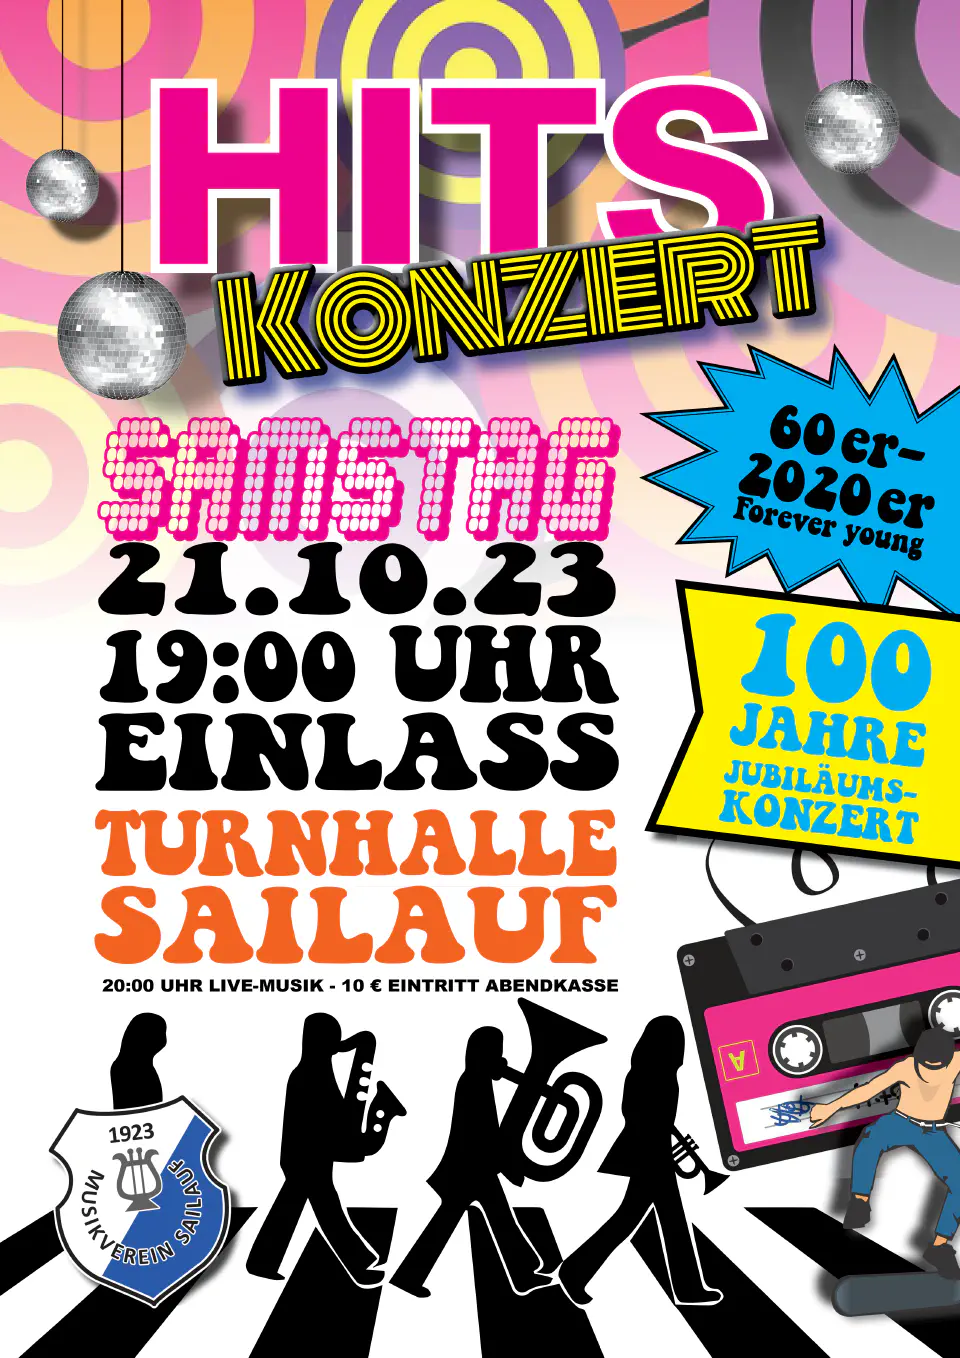 HITS
KONZERT
SAMSTAG
21.10.23
19:00 UHR
EINLASS
TURNHALLE
SAILAUF
20:00 UHR LIVE-MUSIK - 10 € EINTRITT ABENDKASSE
60er-
2020er
Forever young
100
JAHRE
JUBILÄUMS-
KONZERT
A
1923
MUSIKVEREIN SAILAUF